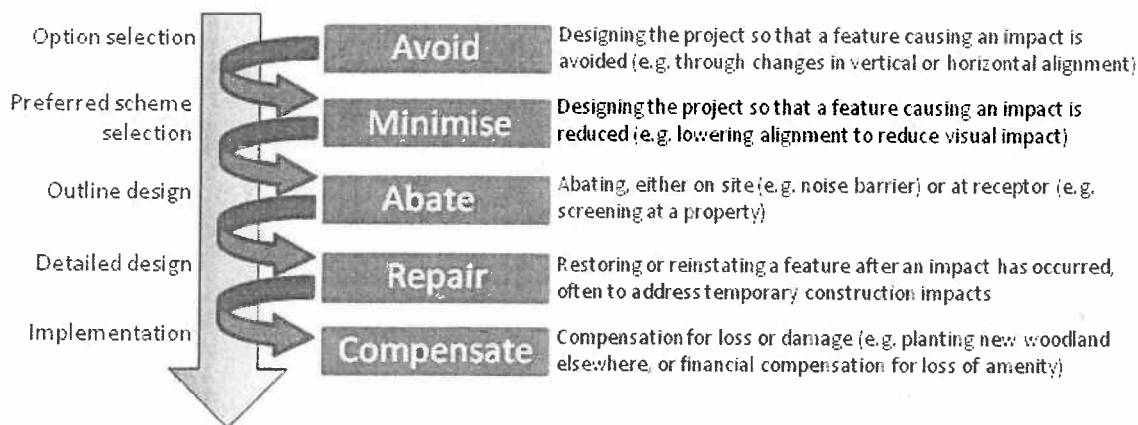 Option selection
Avoid
Designing the project so that a feature causing an impact is
avoided (e.g. through changes in vertical or horizontal alignment)
Preferred scheme
selection
Minimise
Designing the project so that a feature causing an impact is
reduced (e.g. lowering alignment to reduce visual impact)
Outline design
Abate
Abating, either on site (e.g. noise barrier) or at receptor (e.g.
screening at a property)
Detailed design
Repair
Restoring or reinstating a feature after an impact has occurred,
often to address temporary construction impacts
Implementation
Compensate
Compensation for loss or damage (e.g. planting new woodland
elsewhere, or financial compensation for loss of amenity)